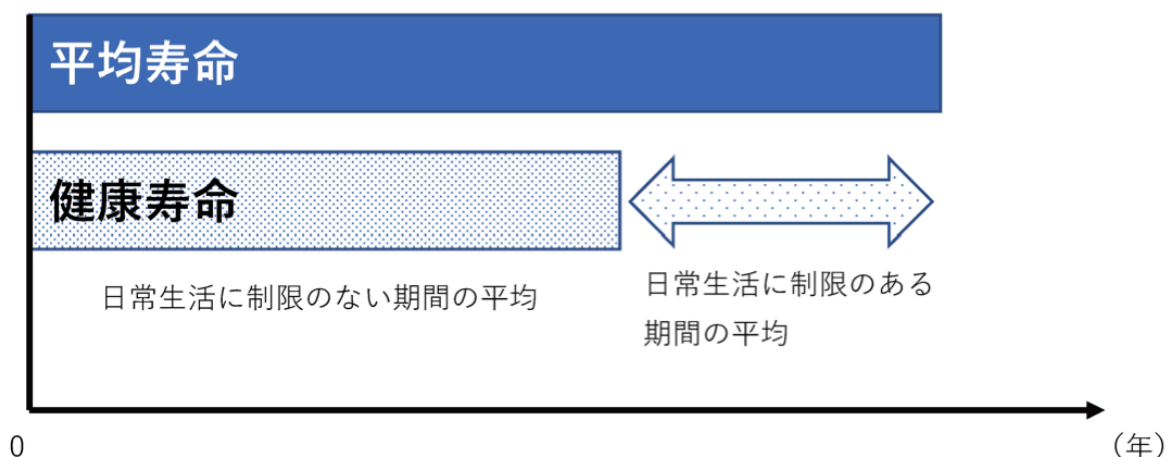 平均寿命
健康寿命
日常生活に制限のない期間の平均
日常生活に制限のある
期間の平均
0
（年）